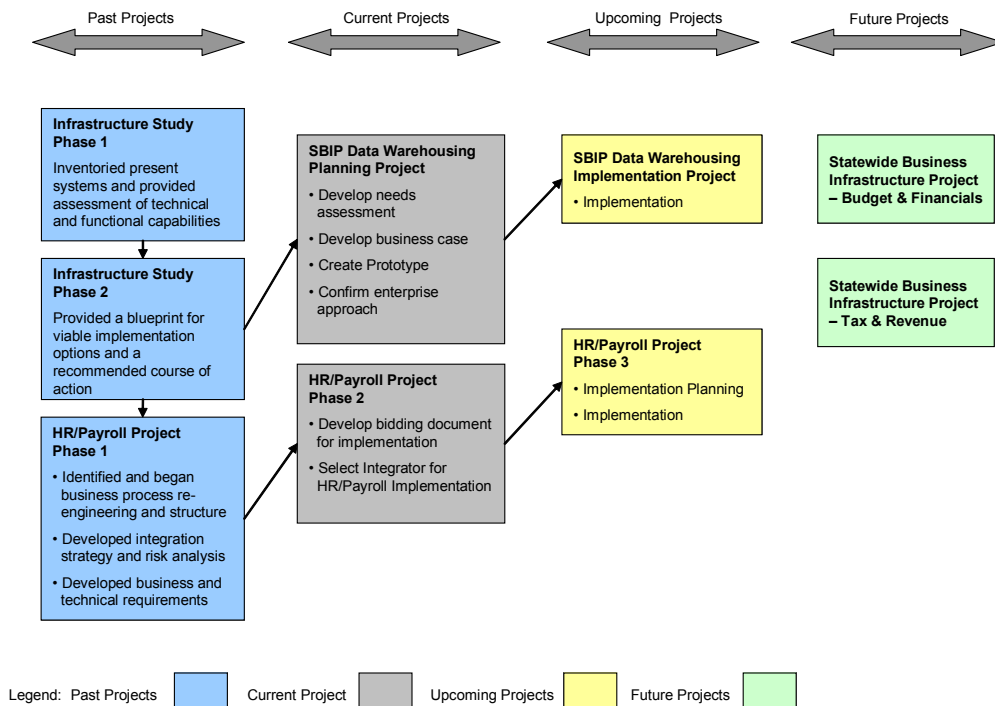 Past Projects
Current Projects
Upcoming Projects
Future Projects
Infrastructure Study
Phase 1
Inventoried present
systems and provided
assessment of technical
and functional capabilities
Infrastructure Study
Phase 2
Provided a blueprint for
viable implementation
options and a
recommended course of
action
HR/Payroll Project
Phase 1
• Identified and began
business process re-
engineering and structure
• Developed integration
strategy and risk analysis
• Developed business and
technical requirements
SBIP Data Warehousing
Planning Project
• Develop needs
assessment
• Develop business case
• Create Prototype
• Confirm enterprise
approach
HR/Payroll Project
Phase 2
• Develop bidding document
for implementation
• Select Integrator for
HR/Payroll Implementation
SBIP Data Warehousing
Implementation Project
• Implementation
HR/Payroll Project
Phase 3
• Implementation Planning
• Implementation
Statewide Business
Infrastructure Project
– Budget & Financials
Statewide Business
Infrastructure Project
– Tax & Revenue
Legend: Past Projects
Current Project
Upcoming Projects
Future Projects